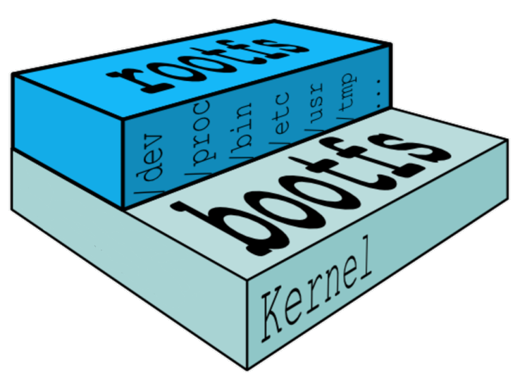 rootfs
/dev
/proc
/bin
/etc
/usr
/tmp
...
bootfs
Kernel